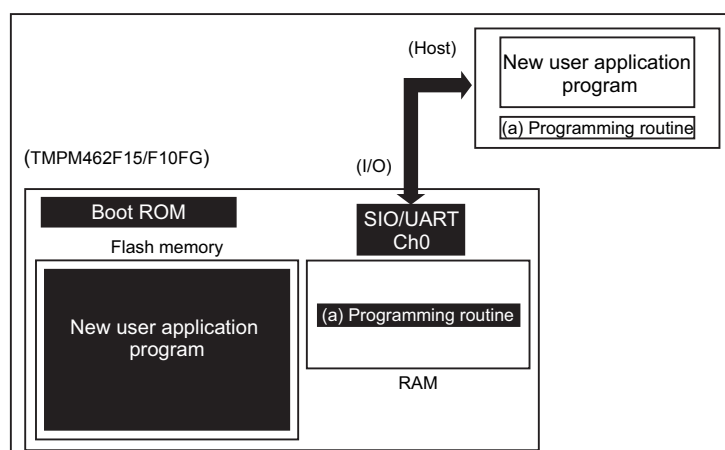 (Host)
New user application
program
(a) Programming routine
(TMPM462F15/F10FG)
(I/O)
Boot ROM
SIO/UART
Ch0
Flash memory
New user application
program
(a) Programming routine
RAM